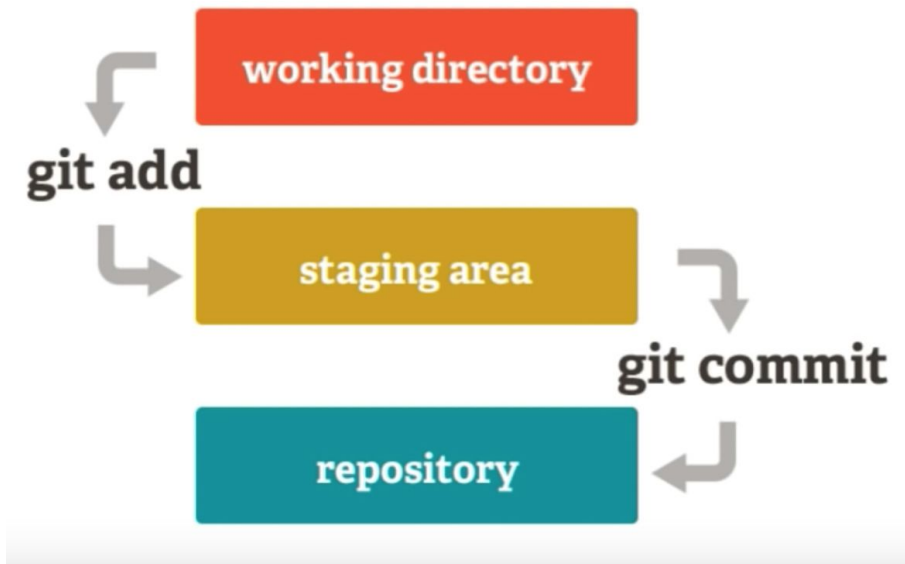 working directory
git add
staging area
git commit
repository